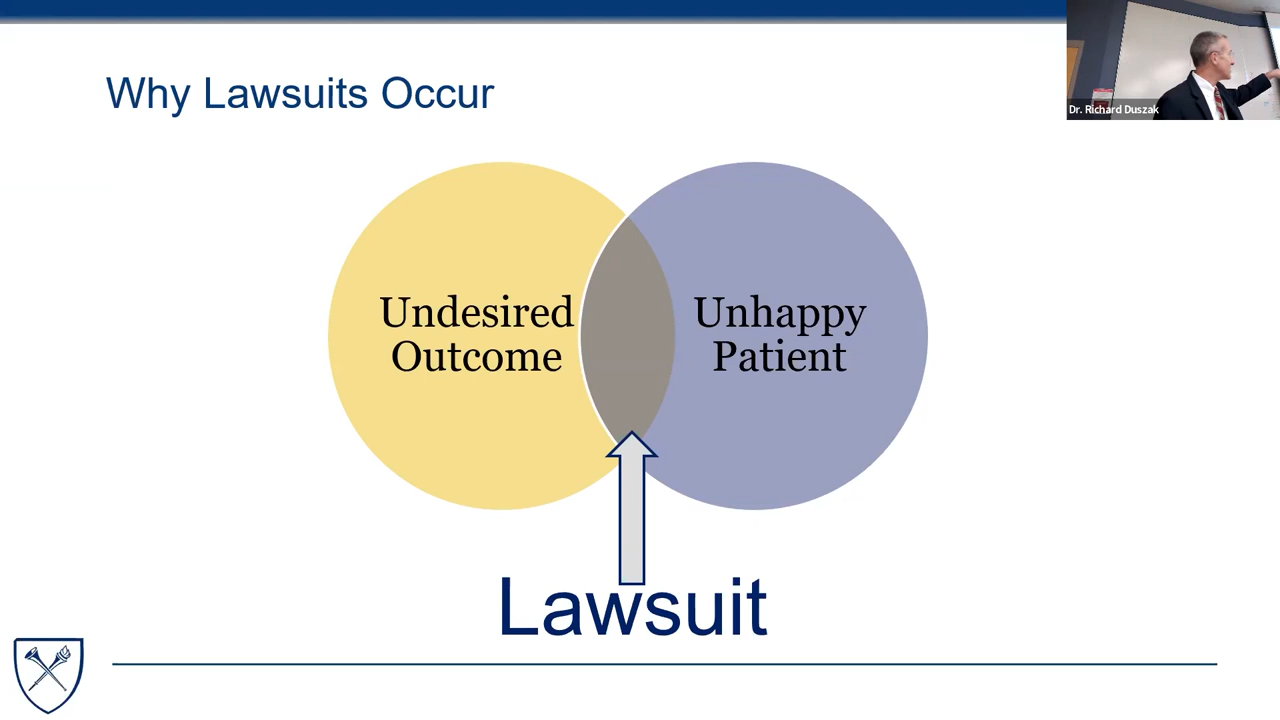 Why Lawsuits Occur
Dr. Richard Duszak
Undesired
Outcome
Unhappy
Patient
Lawsuit